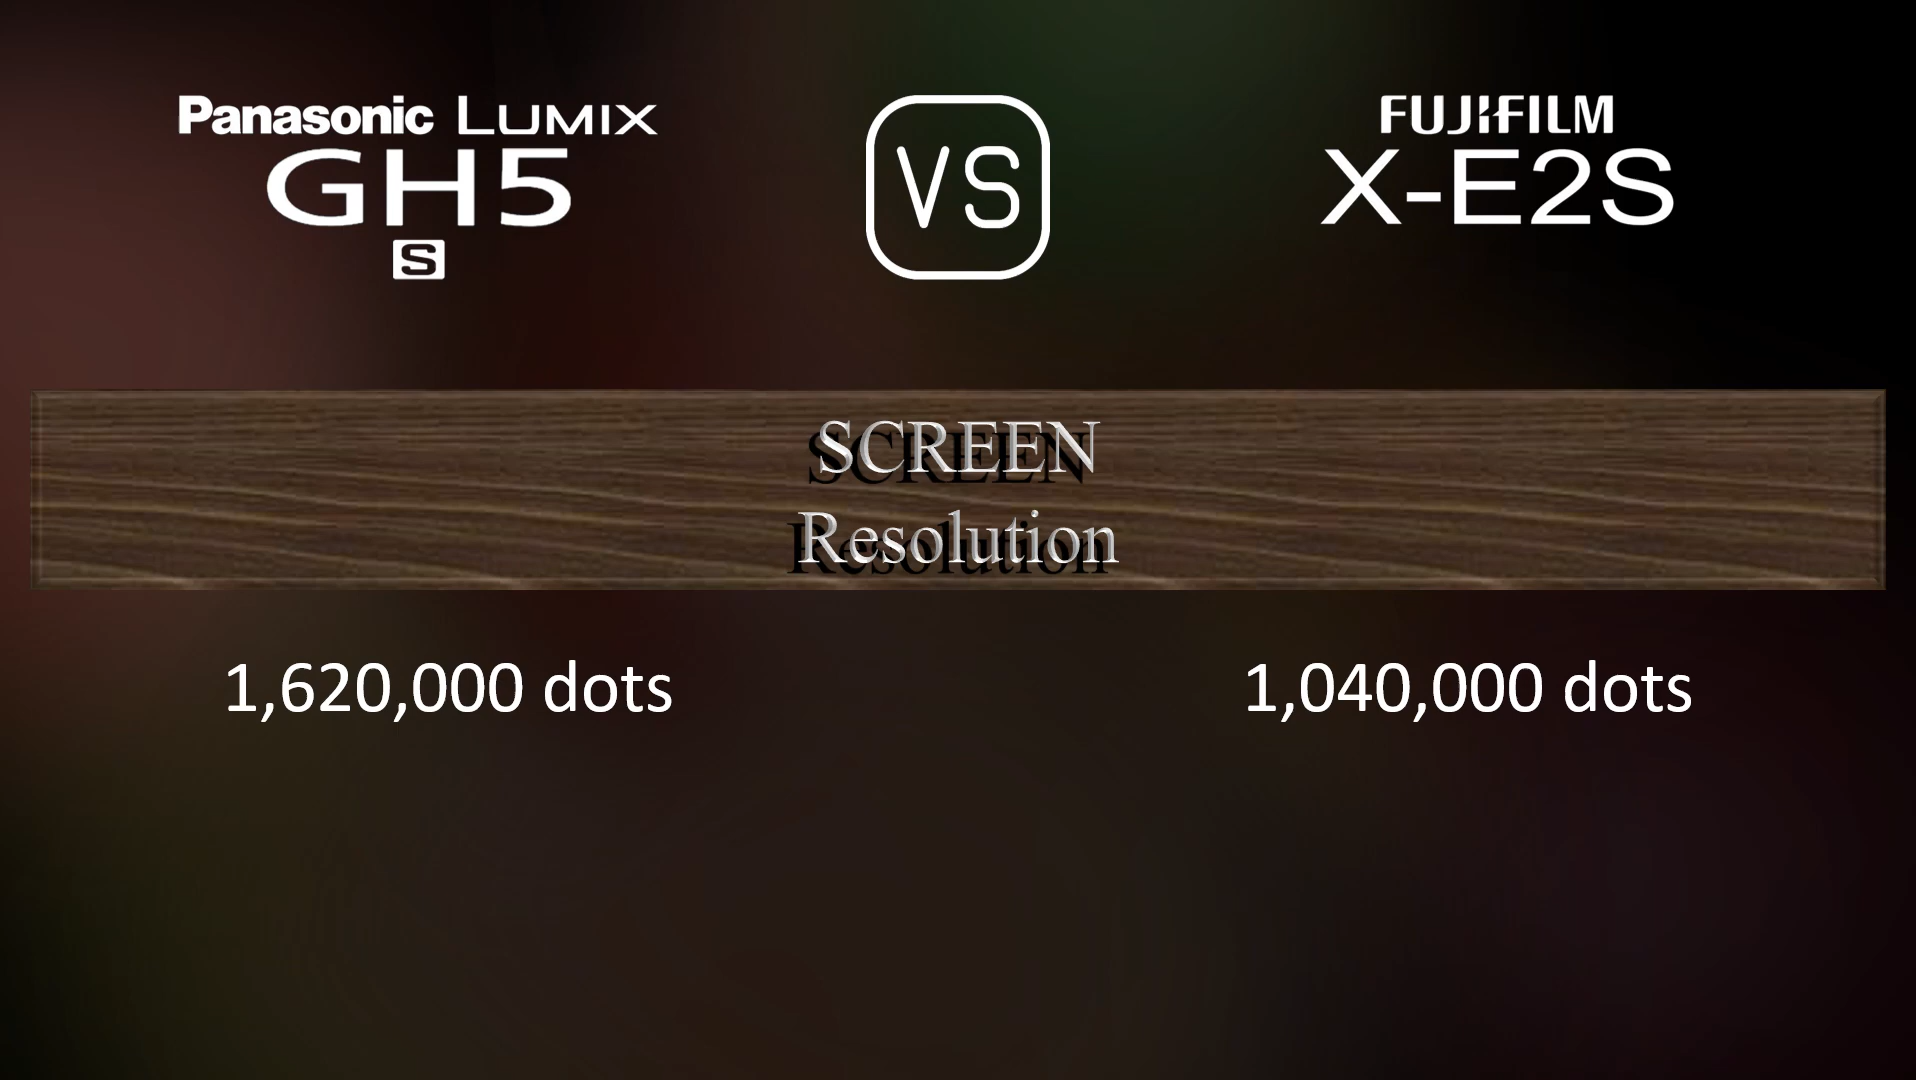 Panasonic LUMIX
GH5
S
VS
FUJIFILM
X-E2S
SCREEN
Resolution
1,620,000 dots
1,040,000 dots